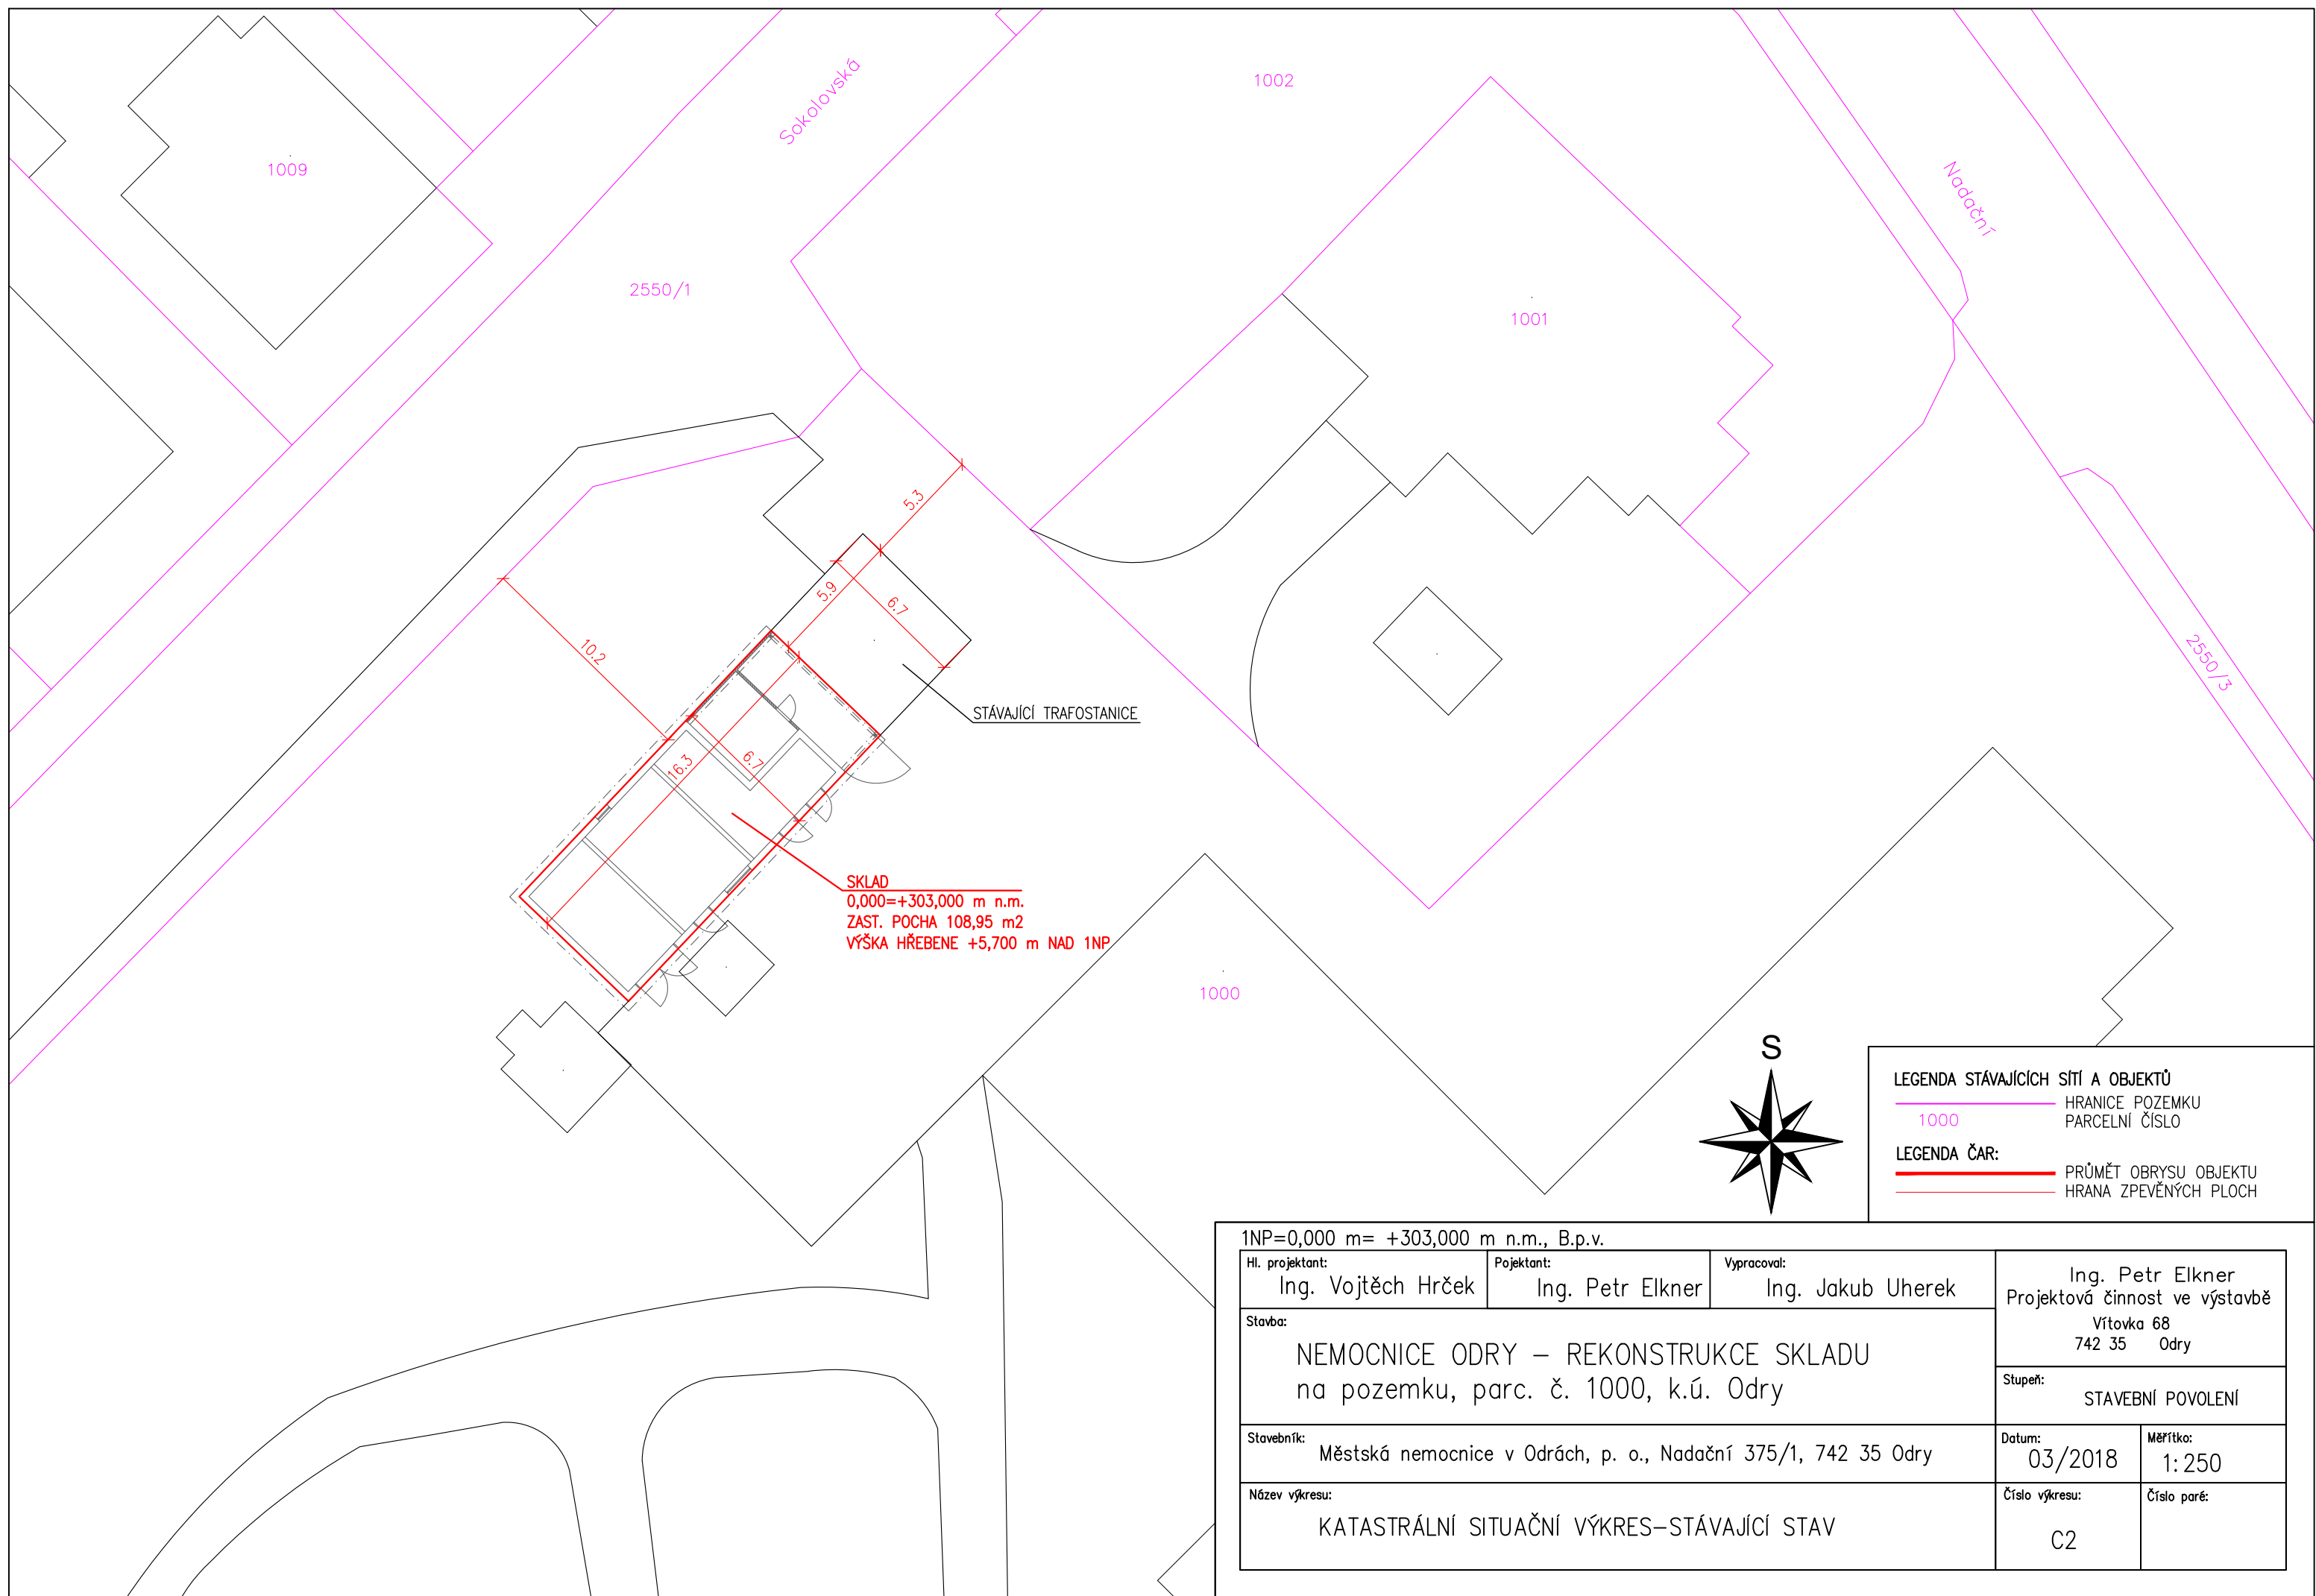 Sokolovská
1002
1009
Nadační
2550/1
1001
5.3
5.9
6.7
10.2
2550/3
STÁVAJÍCÍ TRAFOSTANICE
16.3
6.7
SKLAD
0,000=+303,000 m n.m.
ZAST. POCHA 108,95 m2
VÝŠKA HŘEBENE +5,700 m NAD 1NP
1000
S
LEGENDA STÁVAJÍCÍCH SÍTÍ A OBJEKTŮ
HRANICE POZEMKU
1000 PARCELNÍ ČÍSLO
LEGENDA ČAR:
PRŮMĚT OBRYSU OBJEKTU
HRANA ZPEVĚNÝCH PLOCH
1NP=0,000 m= +303,000 m n.m., B.p.v.
Hl. projektant:
Ing. Vojtěch Hrček
Pojektant:
Ing. Petr Elkner
Vypracoval:
Ing. Jakub Uherek
Ing. Petr Elkner
Projektová činnost ve výstavbě
Vítovka 68
742 35 Odry
Stavba:
NEMOCNICE ODRY – REKONSTRUKCE SKLADU
na pozemku, parc. č. 1000, k.ú. Odry
Stupeň:
STAVEBNÍ POVOLENÍ
Stavebník:
Městská nemocnice v Odrách, p. o., Nadační 375/1, 742 35 Odry
Datum:
03/2018
Měřítko:
1:250
Název výkresu:
KATASTRÁLNÍ SITUAČNÍ VÝKRES–STÁVAJÍCÍ STAV
Číslo výkresu:
C2
Číslo paré: